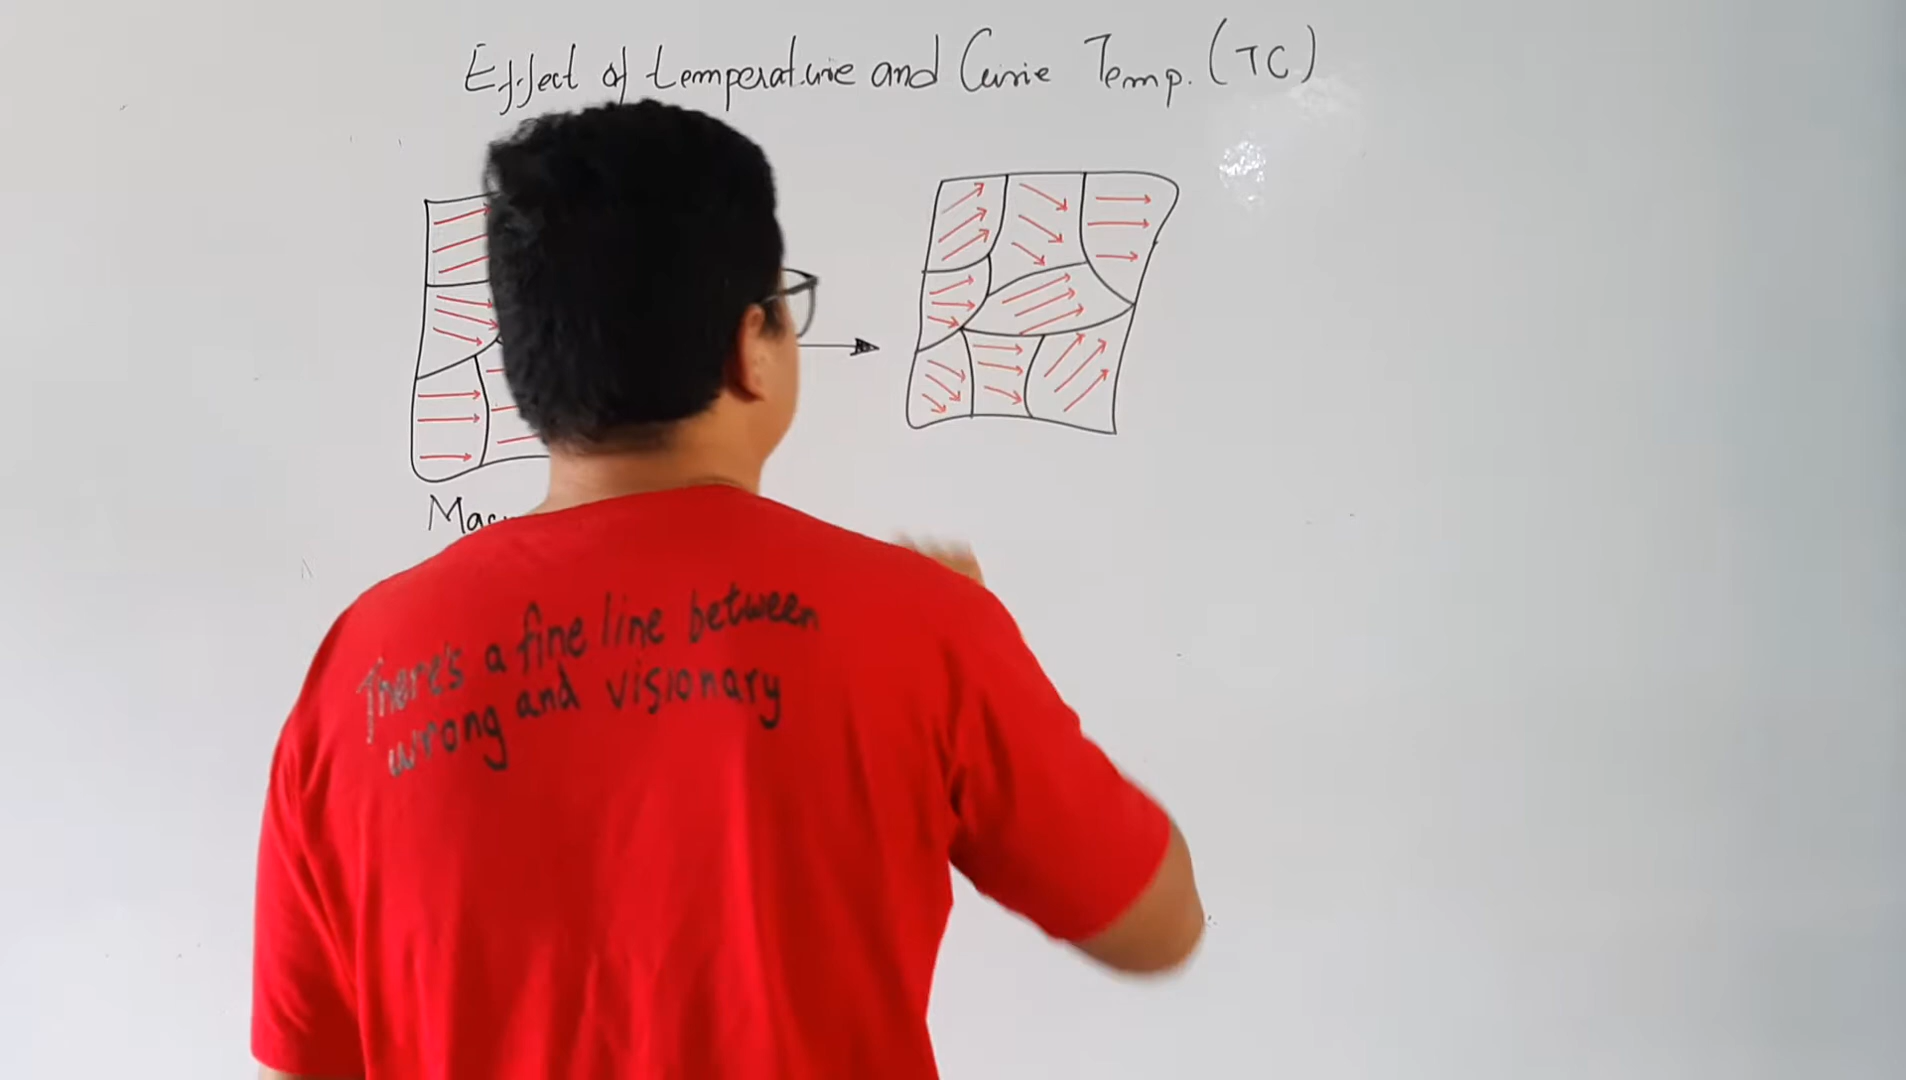 Effect of temperature and Curie Temp. (TC)
There's a fine line between
wrong and visionary